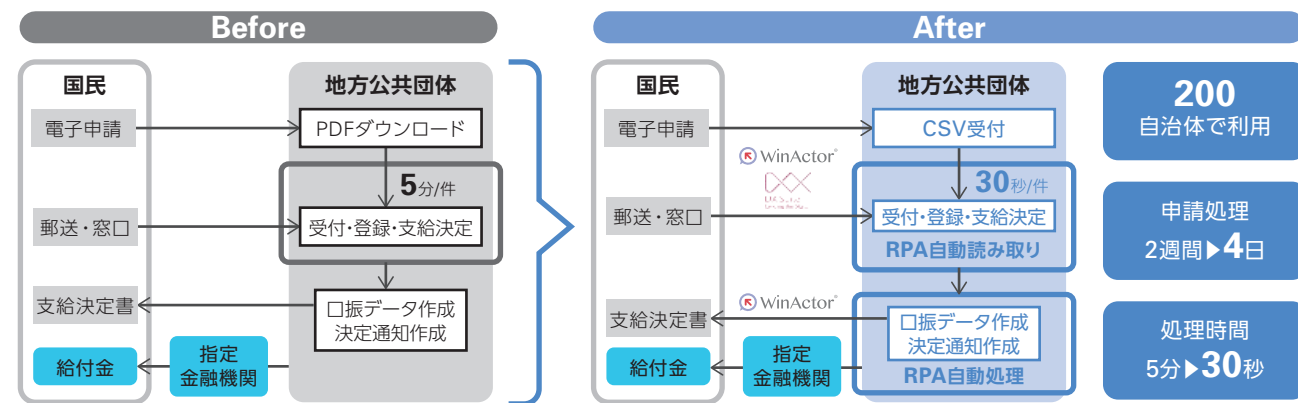 Before
国民
地方公共団体
電子申請
PDFダウンロード
5分/件
郵送・窓口
受付・登録・支給決定
支給決定書
口振データ作成
決定通知作成
給付金
指定
金融機関
After
国民
地方公共団体
電子申請
CSV受付
WinActor®
30秒/件
郵送・窓口
受付・登録・支給決定
RPA自動読み取り
WinActor®
支給決定書
口振データ作成
決定通知作成
給付金
指定
金融機関
RPA自動処理
200
自治体で利用
申請処理
2週間▶4日
処理時間
5分▶30秒